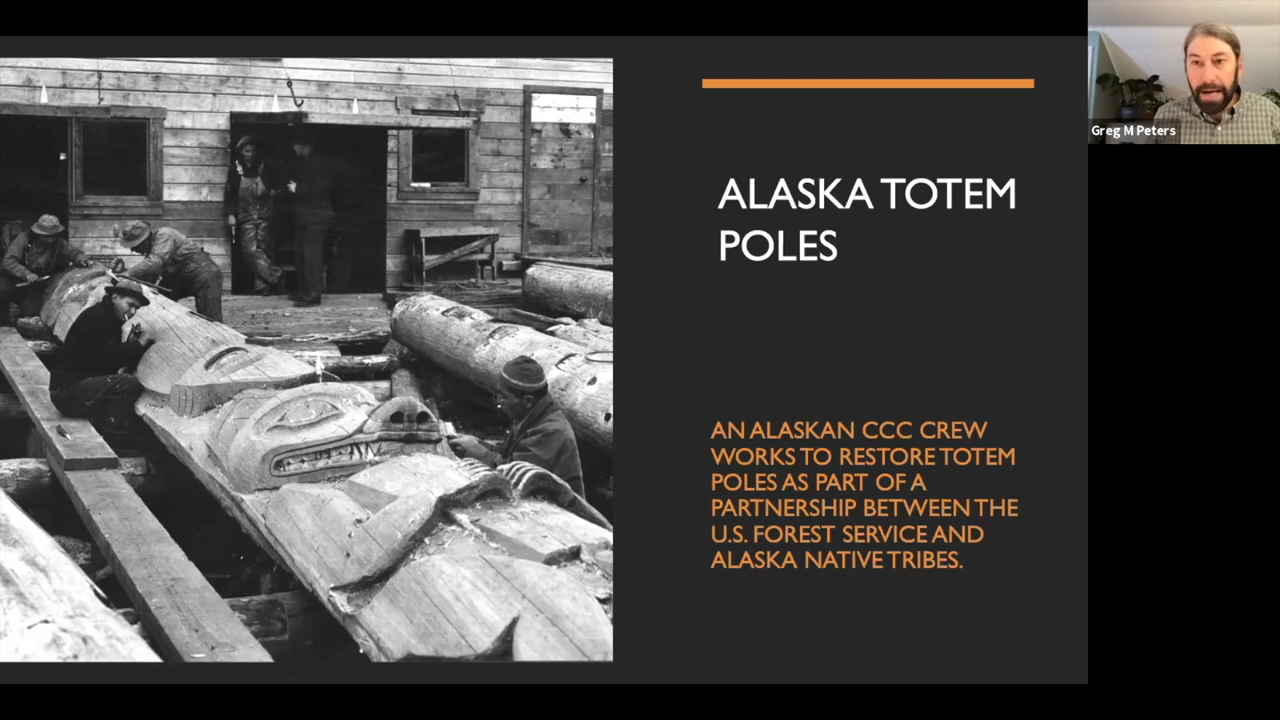 ALASKA TOTEM
POLES
AN ALASKAN CCC CREW
WORKS TO RESTORE TOTEM
POLES AS PART OF A
PARTNERSHIP BETWEEN THE
U.S. FOREST SERVICE AND
ALASKA NATIVE TRIBES.
Greg M Peters